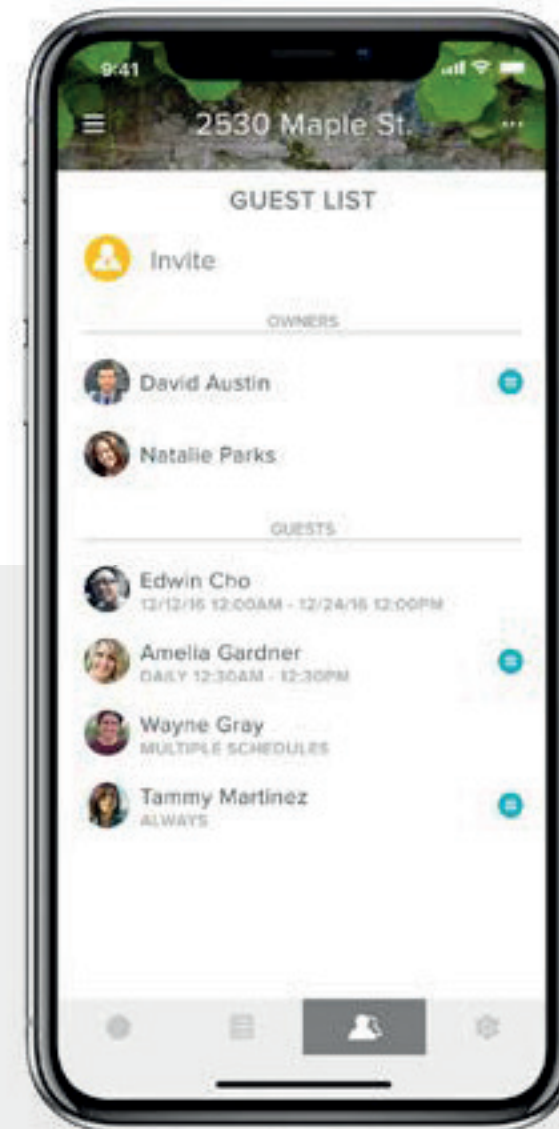 9:41
2530 Maple St.
GUEST LIST
Invite
OWNERS
David Austin
Natalie Parks
GUESTS
Edwin Cho
12/12/16 12:00AM - 12/24/16 12:00PM
Amelia Gardner
DAILY 12:30AM - 12:30PM
Wayne Gray
MULTIPLE SCHEDULES
Tammy Martinez
ALWAYS